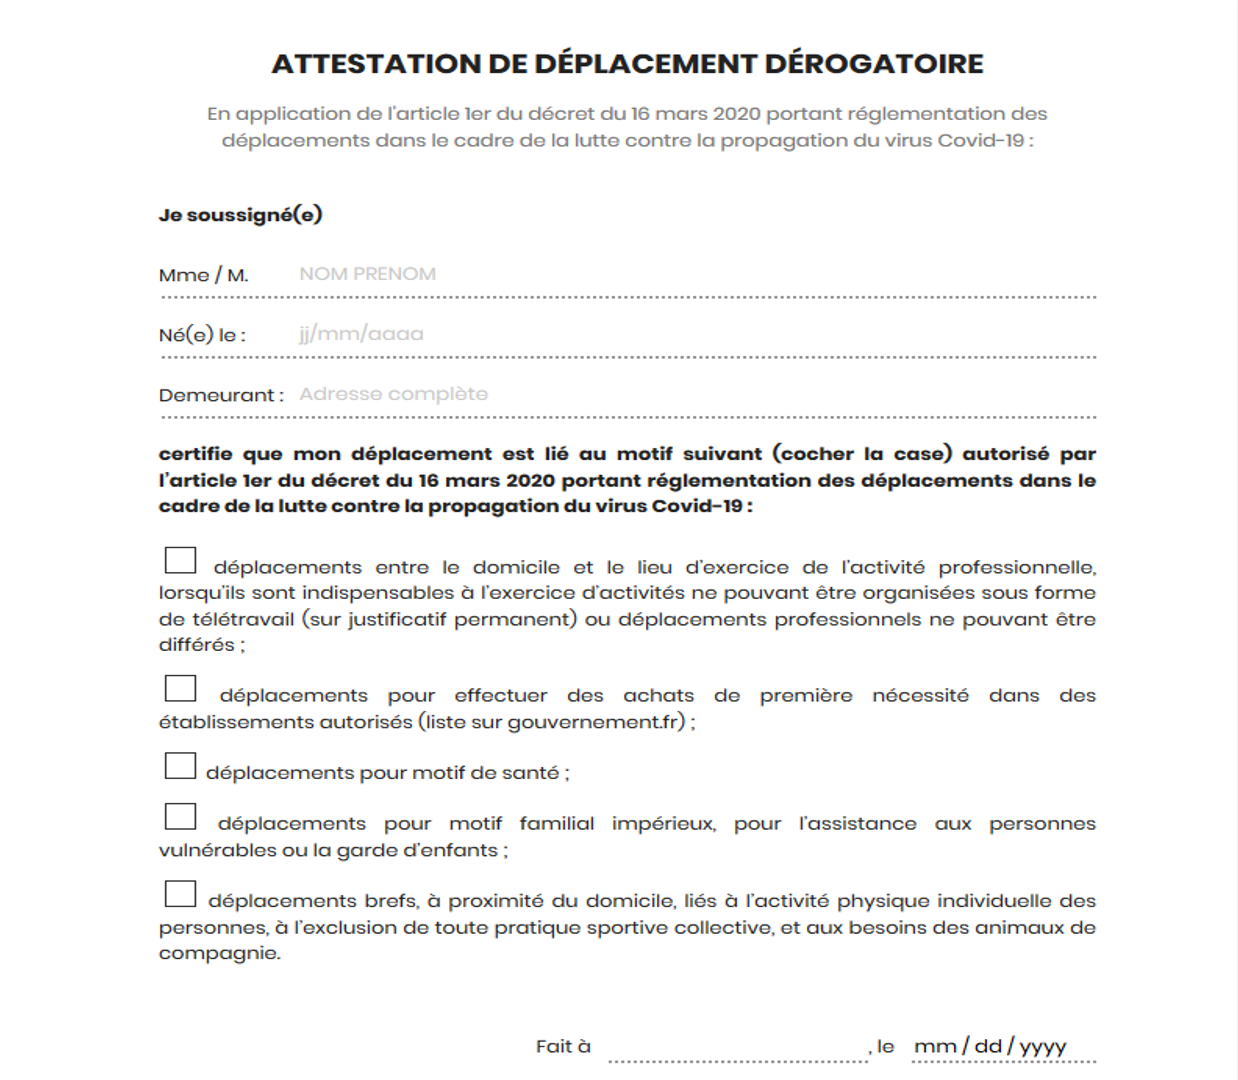 ATTESTATION DE DÉPLACEMENT DÉROGATOIRE
En application de l'article 1er du décret du 16 mars 2020 portant réglementation des
déplacements dans le cadre de la lutte contre la propagation du virus Covid-19 :
Je soussigné(e)
Mme / M. NOM PRENOM
Né(e) le : jj/mm/aaaa
Demeurant : Adresse complète
certifie que mon déplacement est lié au motif suivant (cocher la case) autorisé par
l'article 1er du décret du 16 mars 2020 portant réglementation des déplacements dans le
cadre de la lutte contre la propagation du virus Covid-19 :
déplacements entre le domicile et le lieu d'exercice de l'activité professionnelle,
lorsqu'ils sont indispensables à l'exercice d'activités ne pouvant être organisées sous forme
de télétravail (sur justificatif permanent) ou déplacements professionnels ne pouvant être
différés ;
déplacements pour effectuer des achats de première nécessité dans des
établissements autorisés (liste sur gouvernement.fr) ;
déplacements pour motif de santé ;
déplacements pour motif familial impérieux, pour l'assistance aux personnes
vulnérables ou la garde d'enfants ;
déplacements brefs, à proximité du domicile, liés à l'activité physique individuelle des
personnes, à l'exclusion de toute pratique sportive collective, et aux besoins des animaux de
compagnie.
Fait à , le mm / dd / yyyy